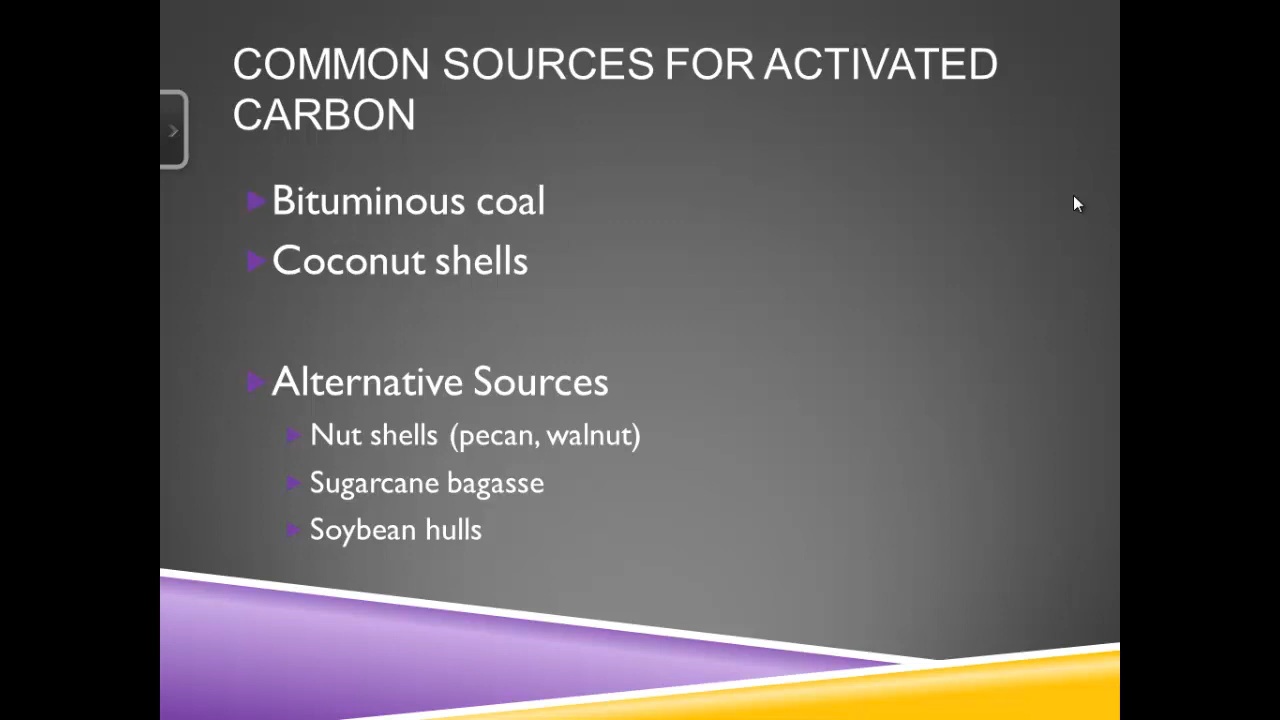 COMMON SOURCES FOR ACTIVATED
CARBON
Bituminous coal
Coconut shells
Alternative Sources
Nut shells (pecan, walnut)
Sugarcane bagasse
Soybean hulls